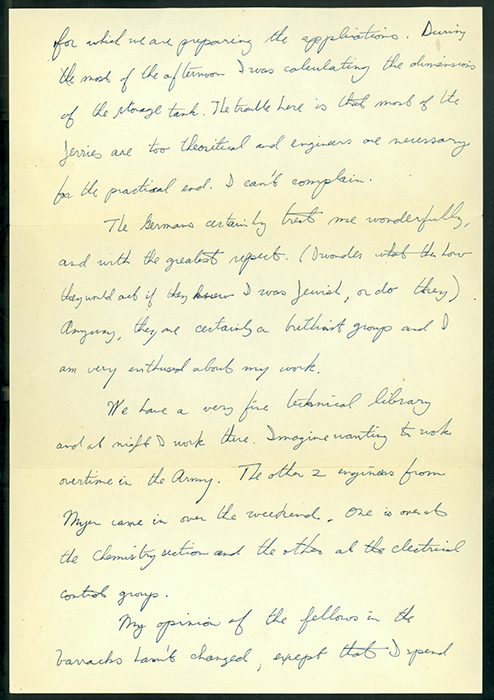 for which we are preparing the applications. During
the most of the afternoon I was calculating the dimensions
of the storage tank. The trouble here is that most of the
Jerries are too theoritical and engineers are necessary
for the practical end. I can't complain.
The Germans certainly treat me wonderfully,
and with the greatest repect. (I wonder what the how
they would act if they knew I was Jewish, or do they)
Anyway, they are certainly a brilliant group and I
am very enthused about my work.
We have a very fine technical library
and at night I work there. Imagine wanting to work
overtime in the Army. The other 2 engineers from
Myer came in over the weekend. One is over at
the Chemistry section and the other at the electrical
controls group.
My opinion of the fellows in the
barracks hasn't changed, except that I spend